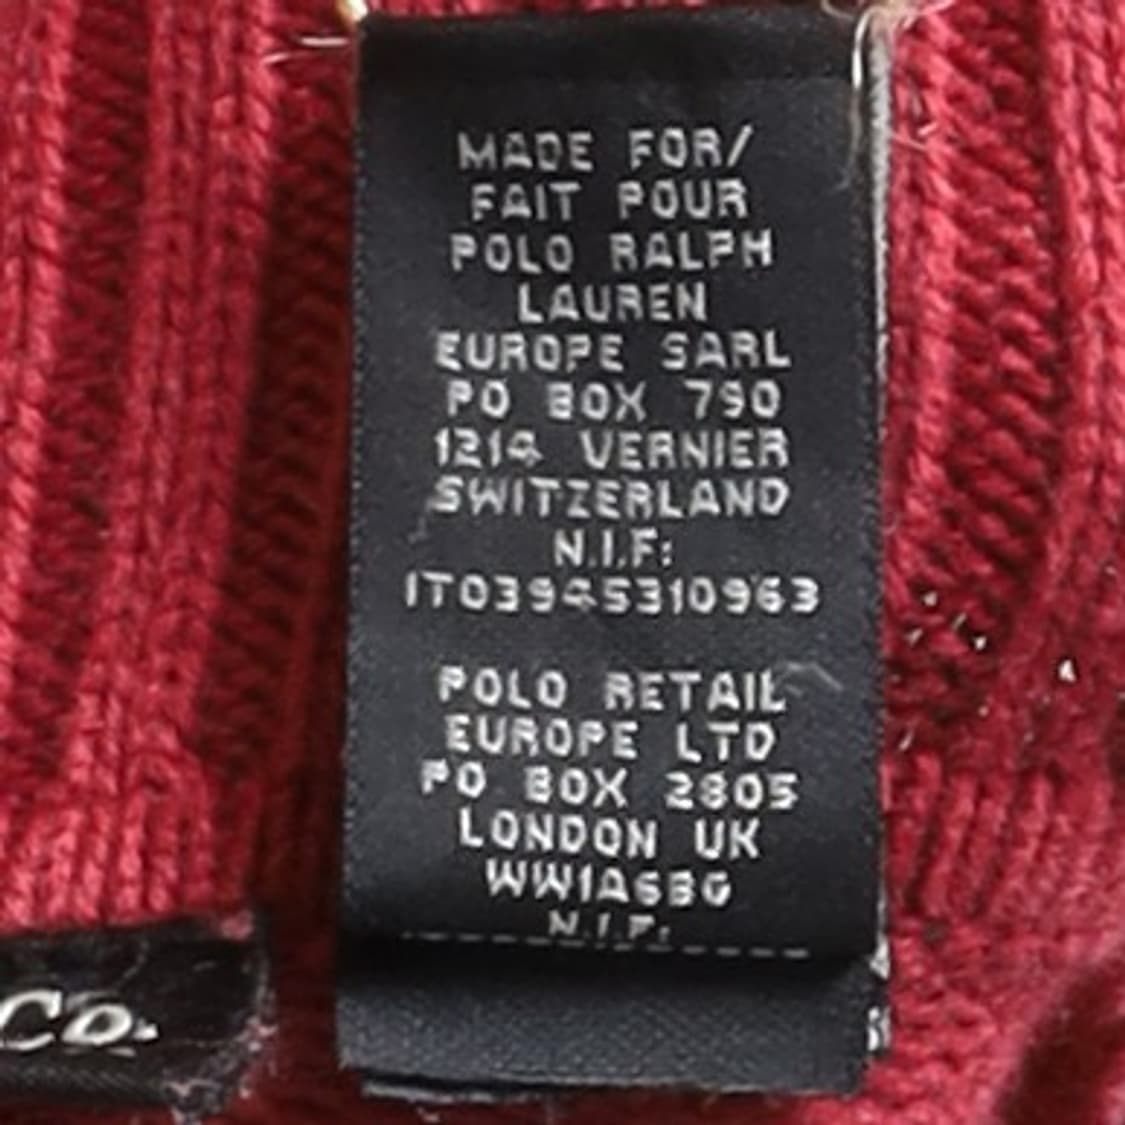 MADE FOR/
FAIT POUR
POLO RALPH
LAUREN
EUROPE SARL
PO BOX 790
1214 VERNIER
SWITZERLAND
N.I.F:
IT03945310963
POLO RETAIL
EUROPE LTD
PO BOX 2805
LONDON UK
WW1A6BG
N.I.F:
Co.